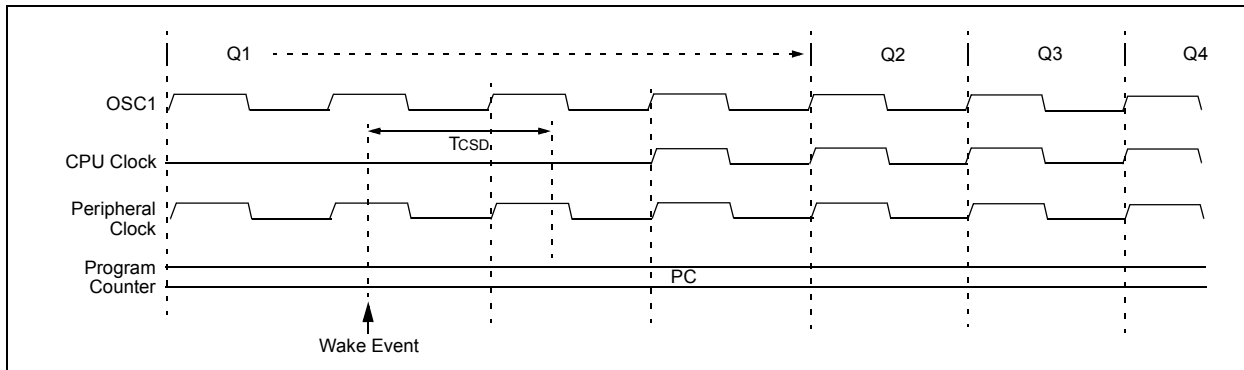 Q1
Q2
Q3
Q4
OSC1
TCSD
CPU Clock
Peripheral
Clock
Program
Counter
PC
Wake Event